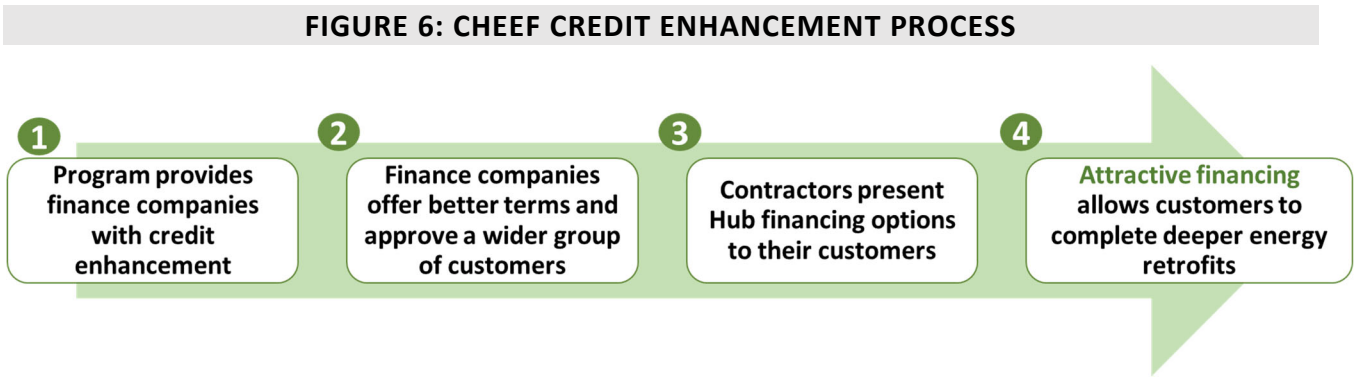 FIGURE 6: CHEEF CREDIT ENHANCEMENT PROCESS
1
Program provides
finance companies
with credit
enhancement
2
Finance companies
offer better terms and
approve a wider group
of customers
3
Contractors present
Hub financing options
to their customers
4
Attractive financing
allows customers to
complete deeper energy
retrofits